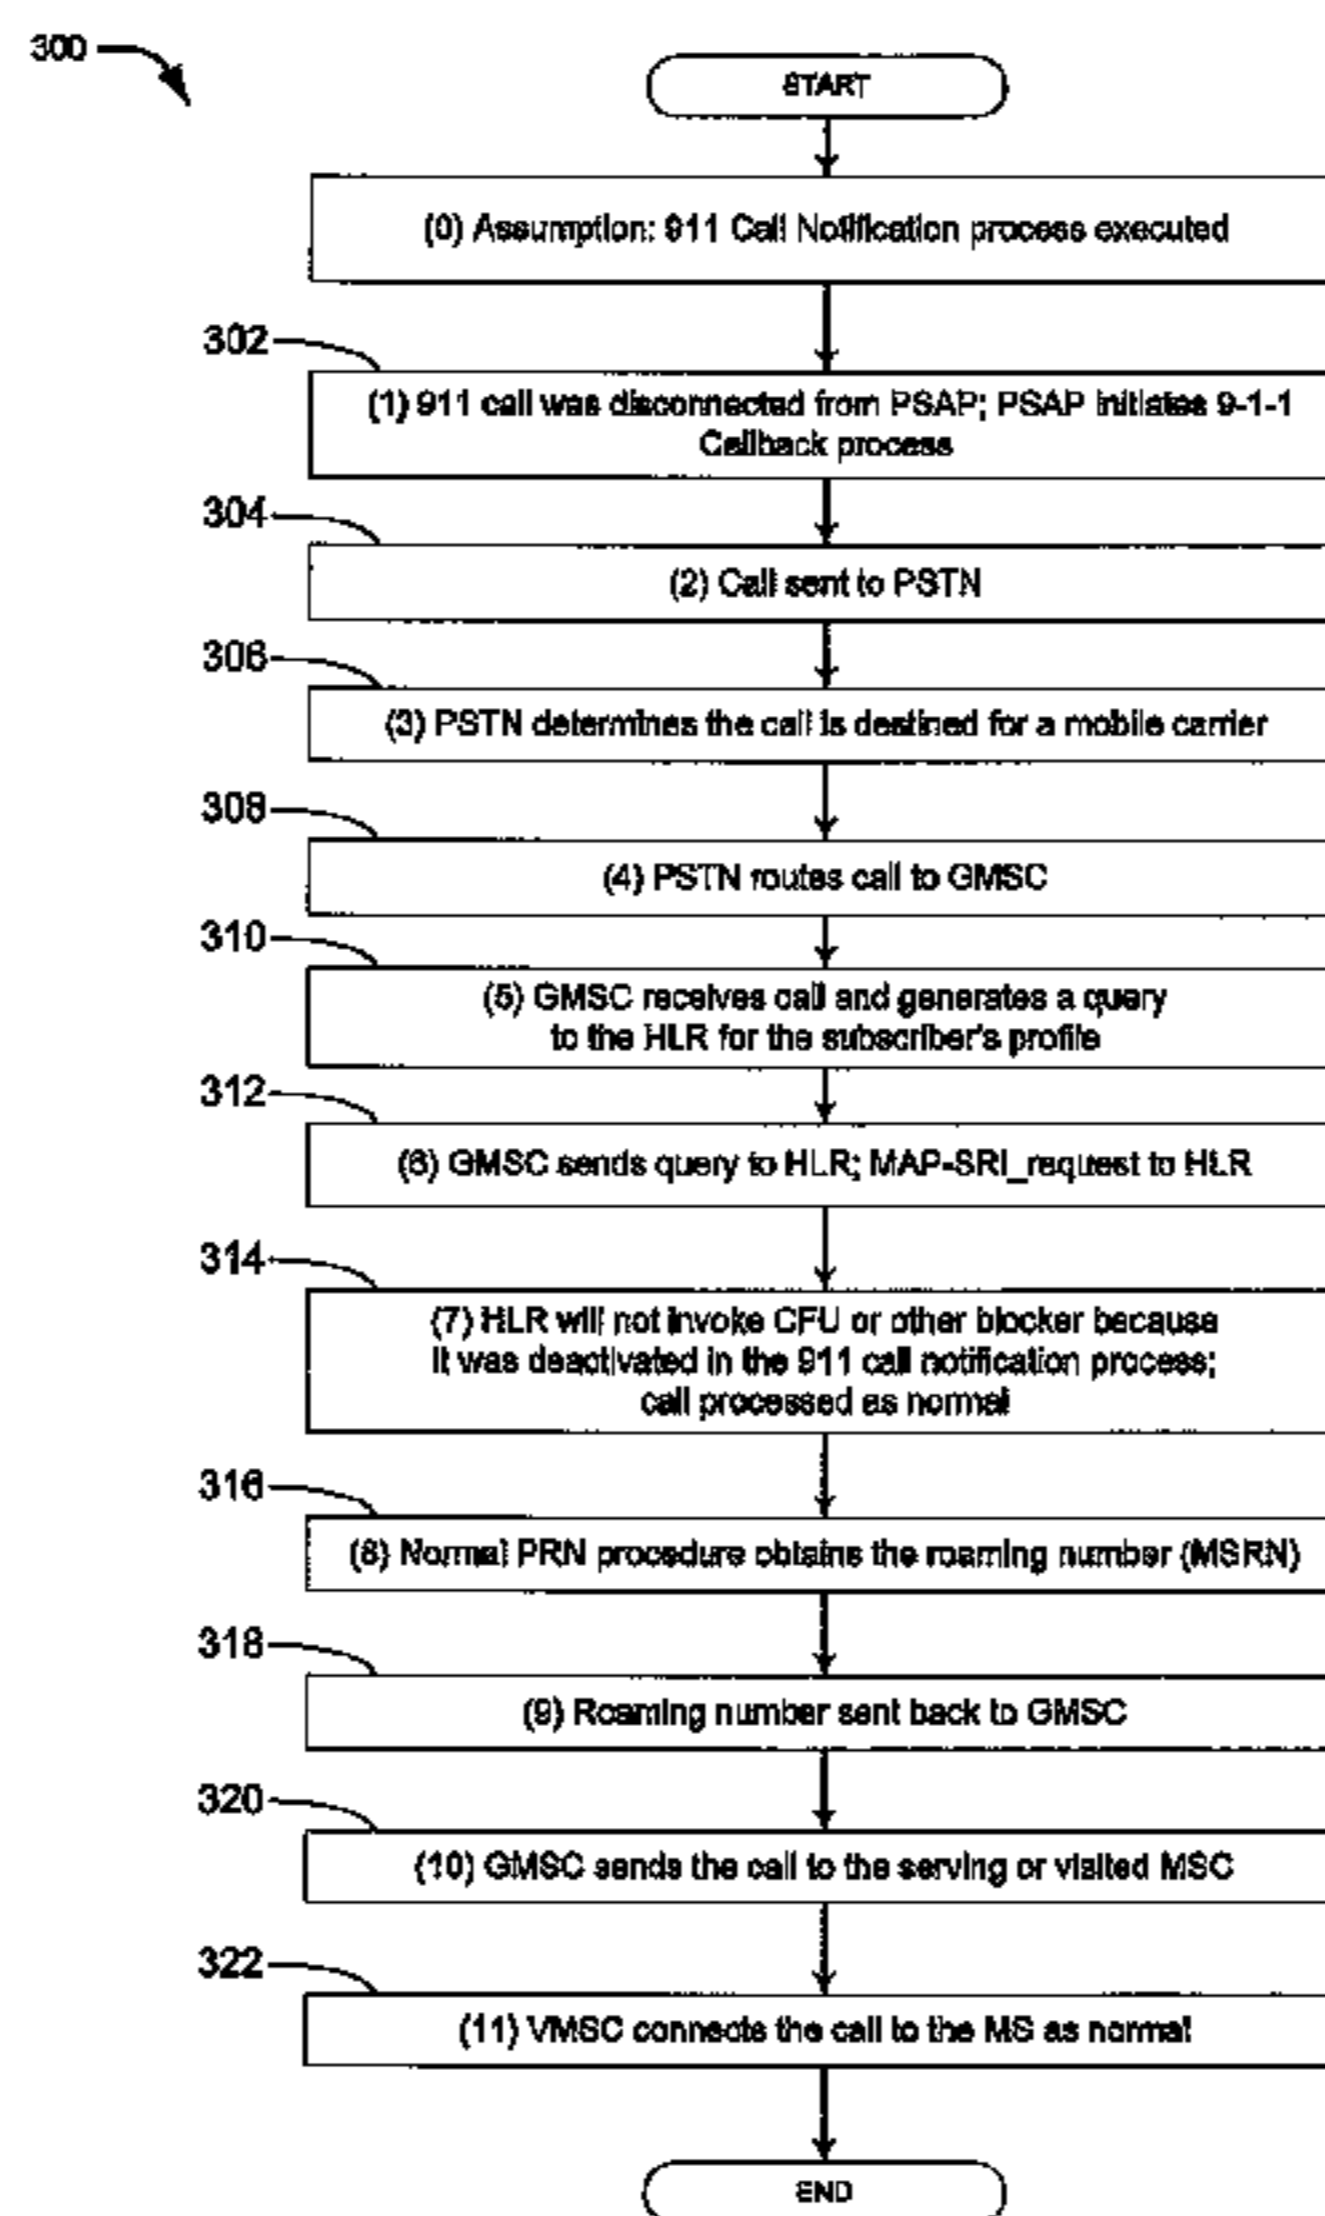 300
START
(0) Assumption: 911 Call Notification process executed
302
(1) 911 call was disconnected from PSAP; PSAP initiates 9-1-1
Callback process
304
(2) Call sent to PSTN
306
(3) PSTN determines the call is destined for a mobile carrier
308
(4) PSTN routes call to GMSC
310
(5) GMSC receives call and generates a query
to the HLR for the subscriber's profile
312
(6) GMSC sends query to HLR; MAP-SRI_request to HLR
314
(7) HLR will not invoke CFU or other blocker because
it was deactivated in the 911 call notification process;
call processed as normal
316
(8) Normal PRN procedure obtains the roaming number (MSRN)
318
(9) Roaming number sent back to GMSC
320
(10) GMSC sends the call to the serving or visited MSC
322
(11) VMSC connects the call to the MS as normal
END